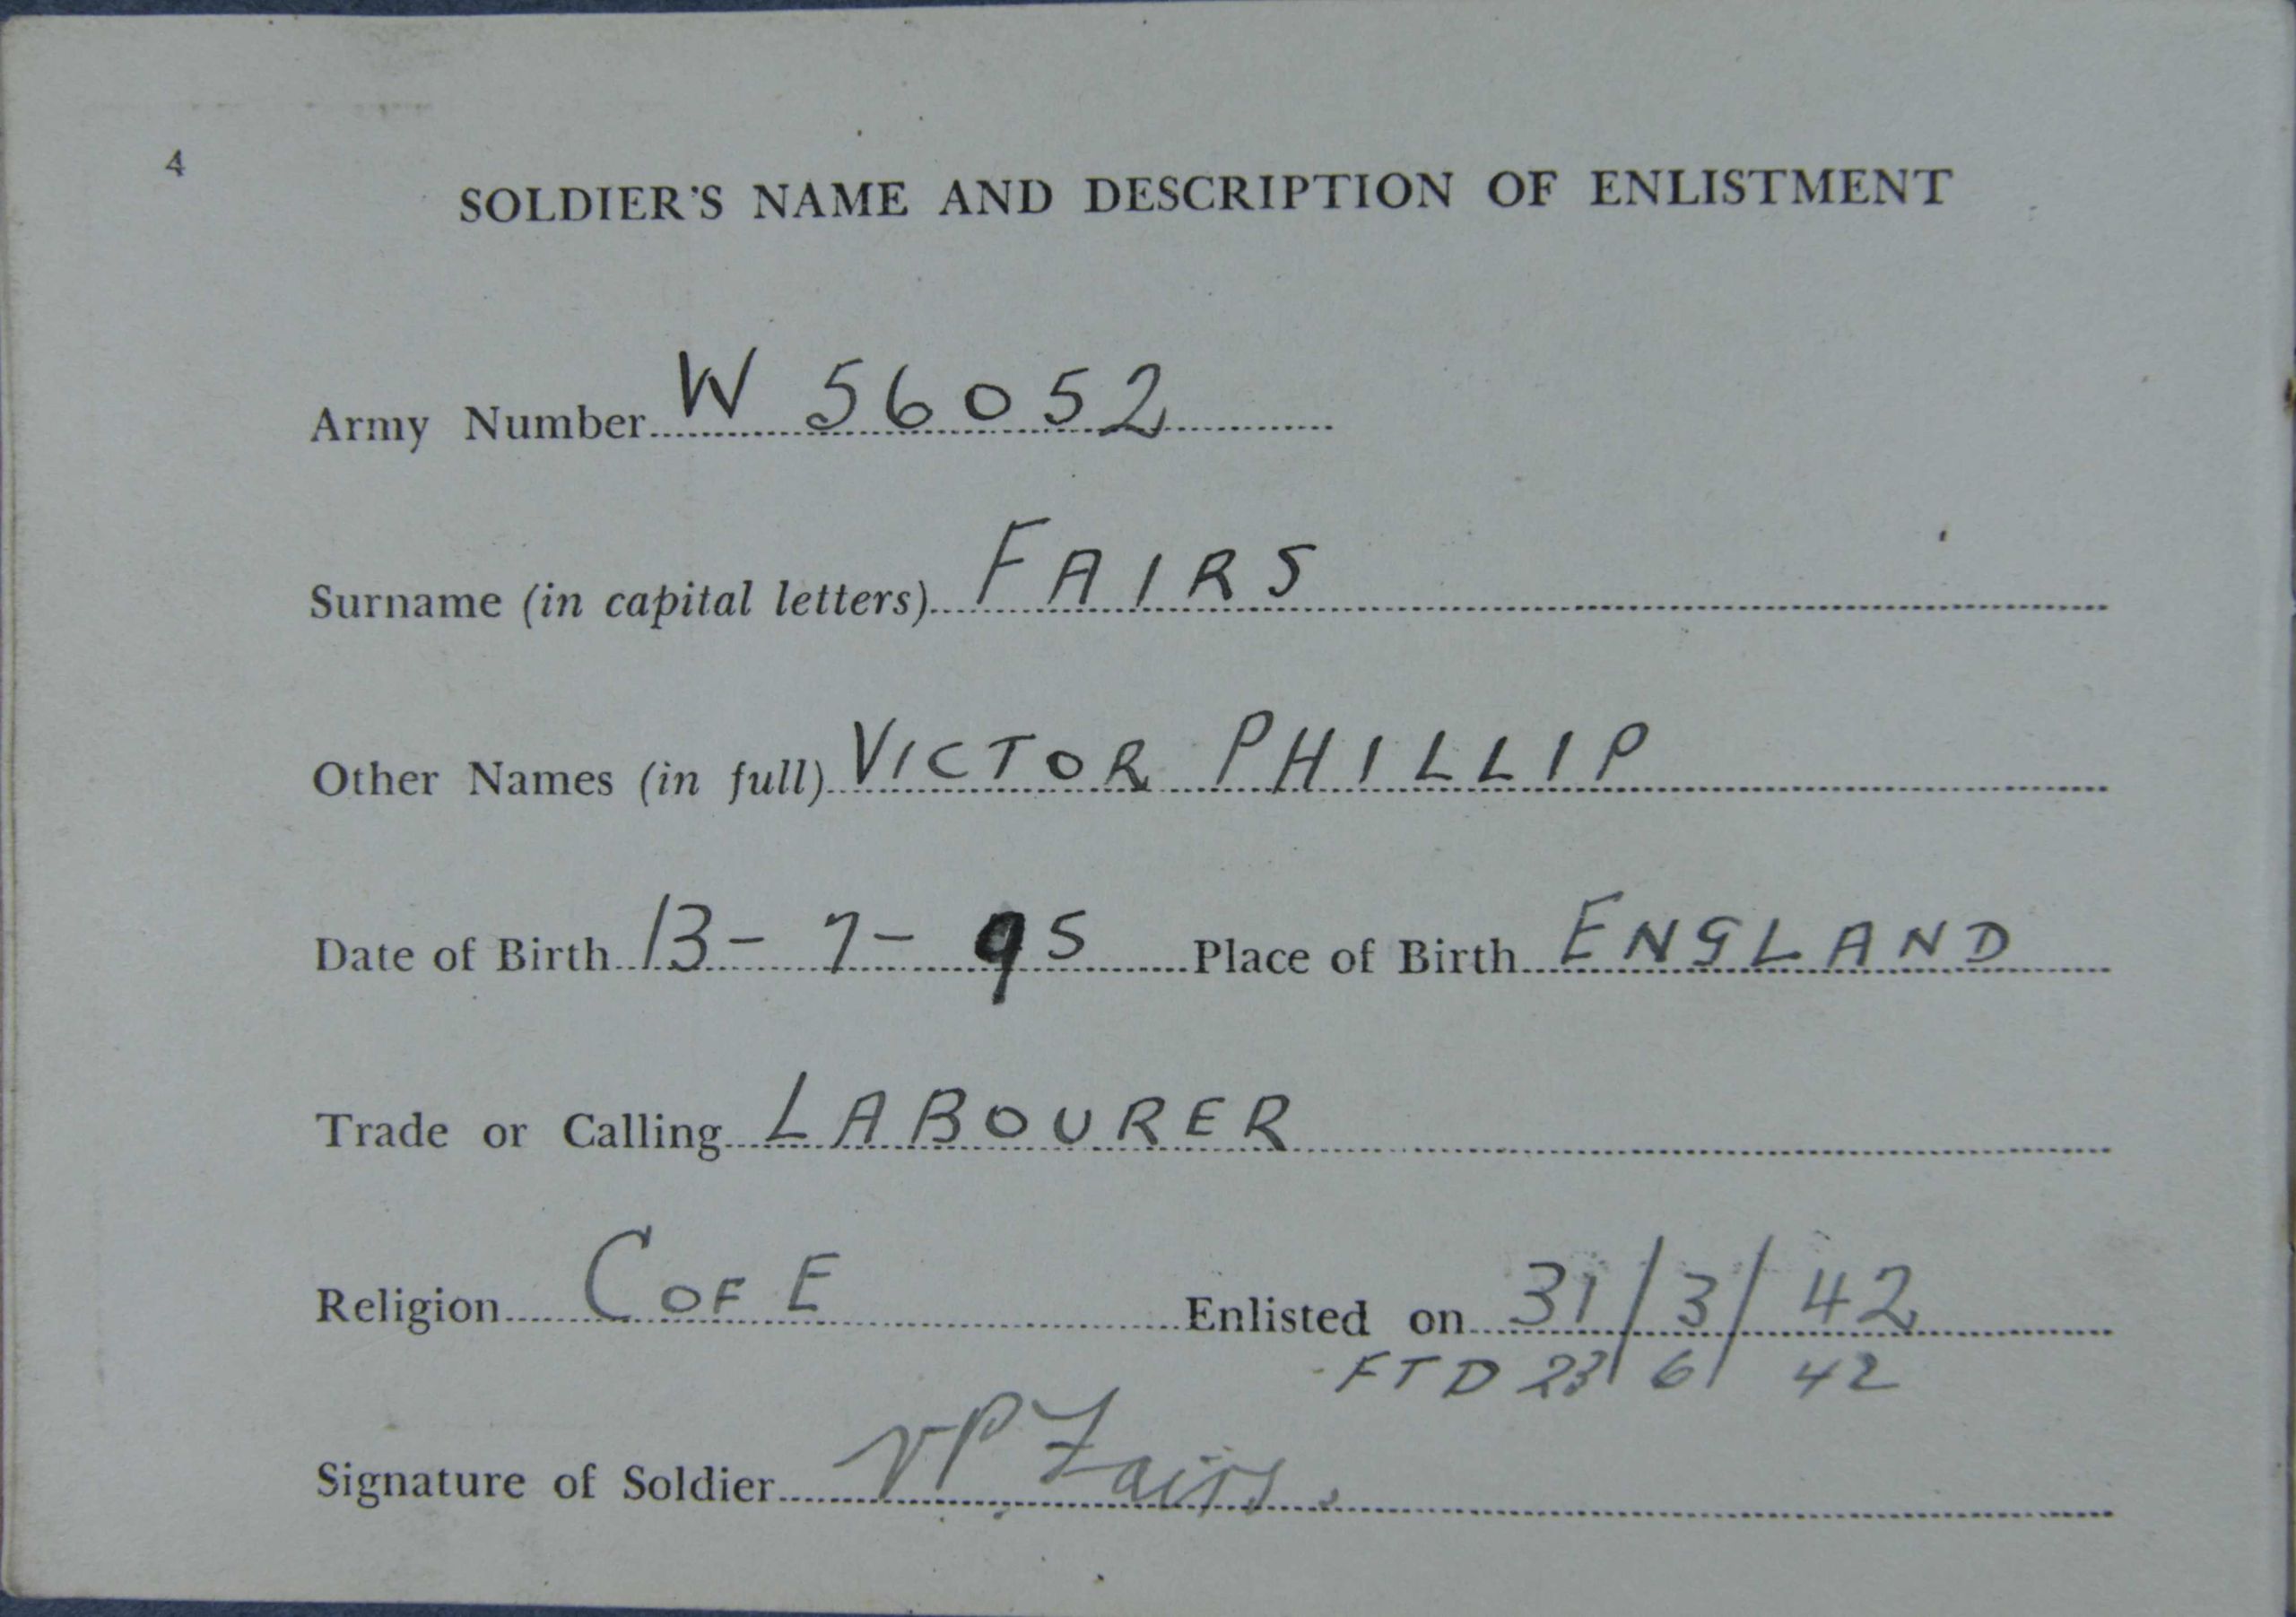 4
SOLDIER'S NAME AND DESCRIPTION OF ENLISTMENT
Army Number W 56052
Surname (in capital letters) FAIRS
Other Names (in full) VICTOR PHILLIP
Date of Birth 13-7-95 Place of Birth ENGLAND
Trade or Calling LABOURER
Religion C OF E Enlisted on 31/3/42
FTD 23/6/42
Signature of Soldier VP Fairs.